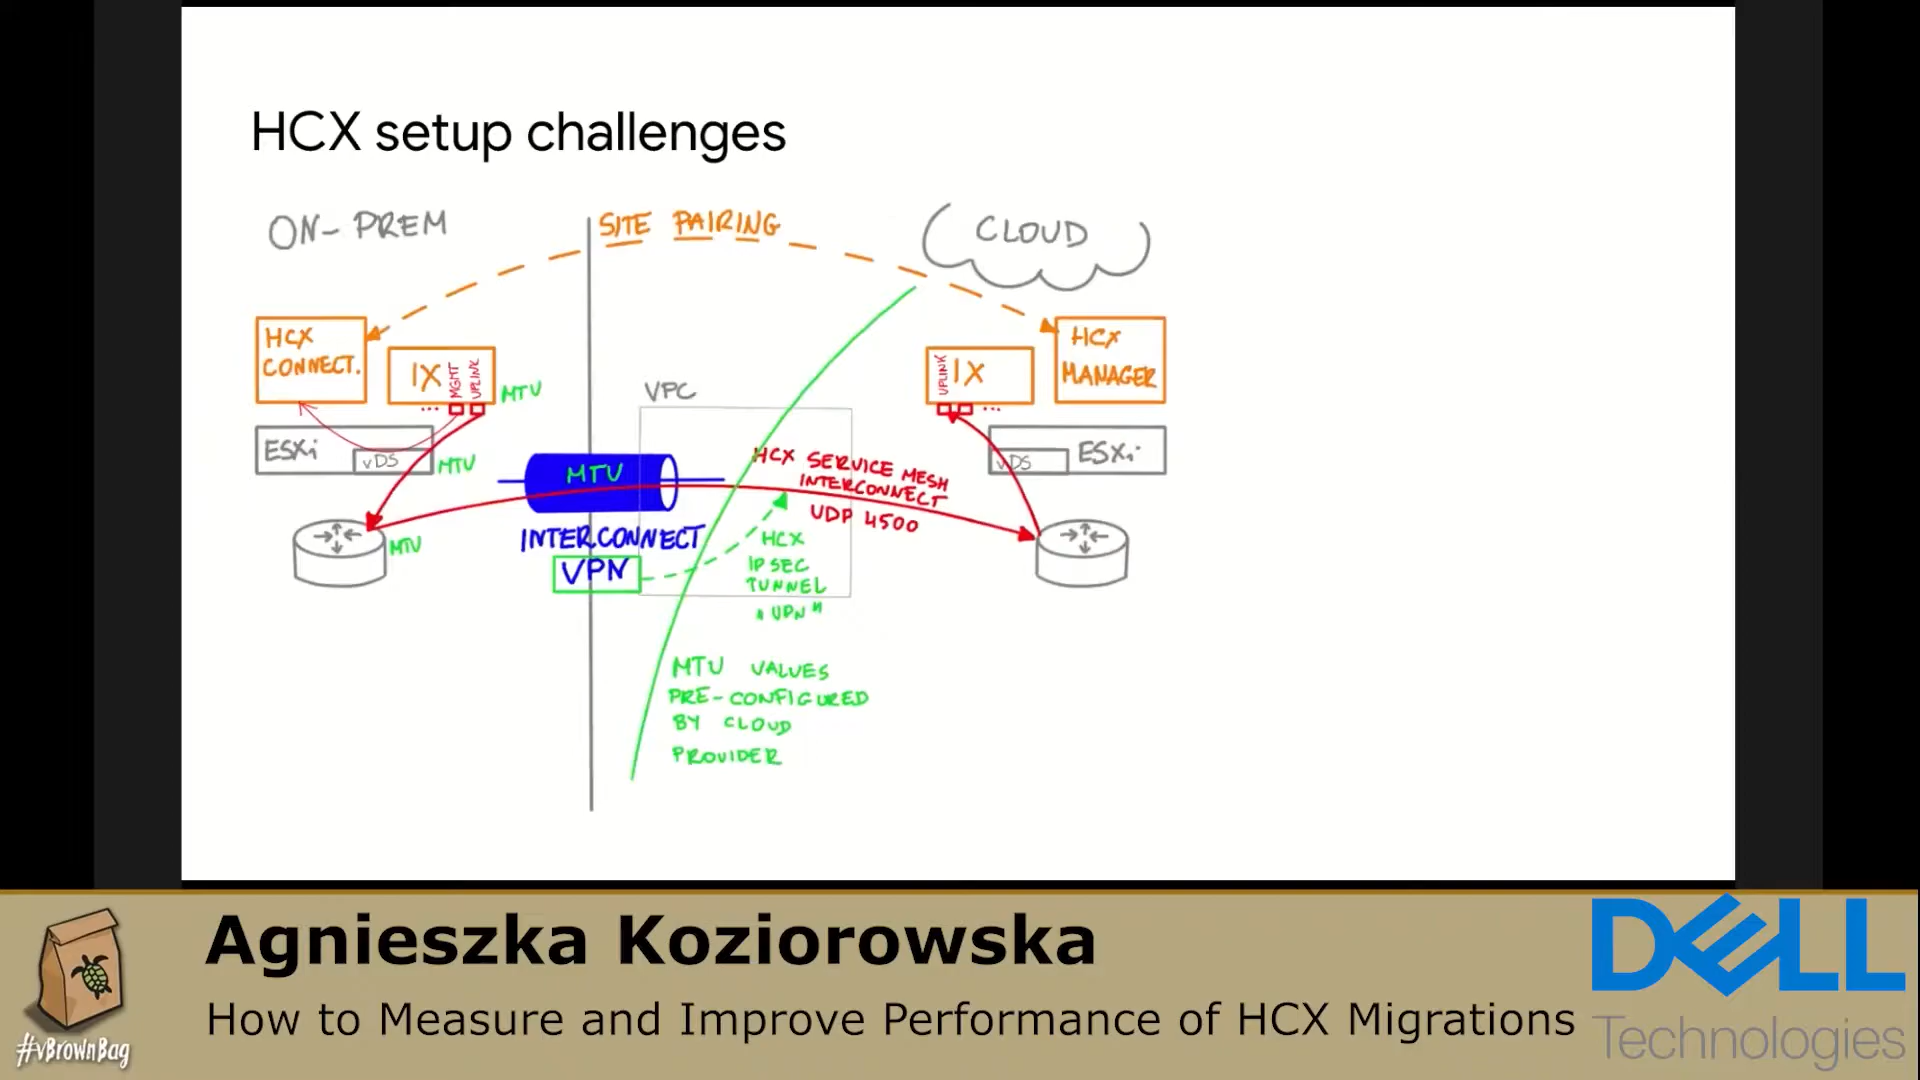 HCX setup challenges
ON-PREM
SITE PAIRING
CLOUD
HCX
CONNECT.
IX
MGMT
UPLINK
MTU
ESXi
vDS
MTU
MTU
VPC
MTU
INTERCONNECT
VPN
HCX SERVICE MESH
INTERCONNECT
UDP 4500
HCX
IPSEC
TUNNEL
"VPN"
MTU VALUES
PRE-CONFIGURED
BY CLOUD
PROVIDER
UPLINK
IX
HCX
MANAGER
vDS
ESXi
Agnieszka Koziorowska
How to Measure and Improve Performance of HCX Migrations
#vBrownBag
DELL
Technologies